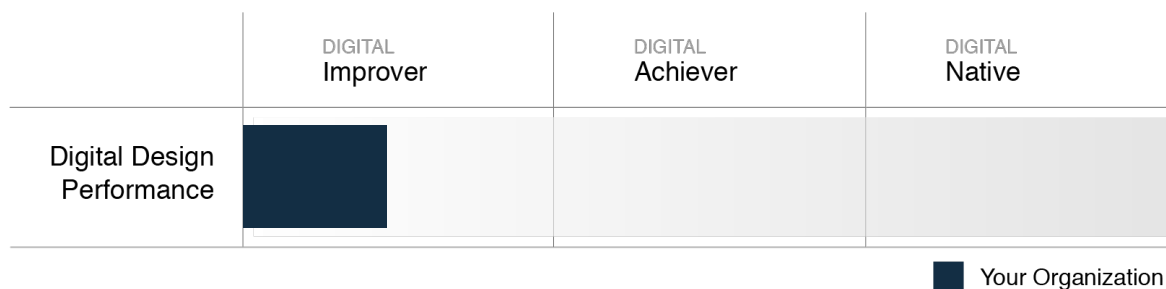 DIGITAL
Improver
DIGITAL
Achiever
DIGITAL
Native
Digital Design
Performance
Your Organization